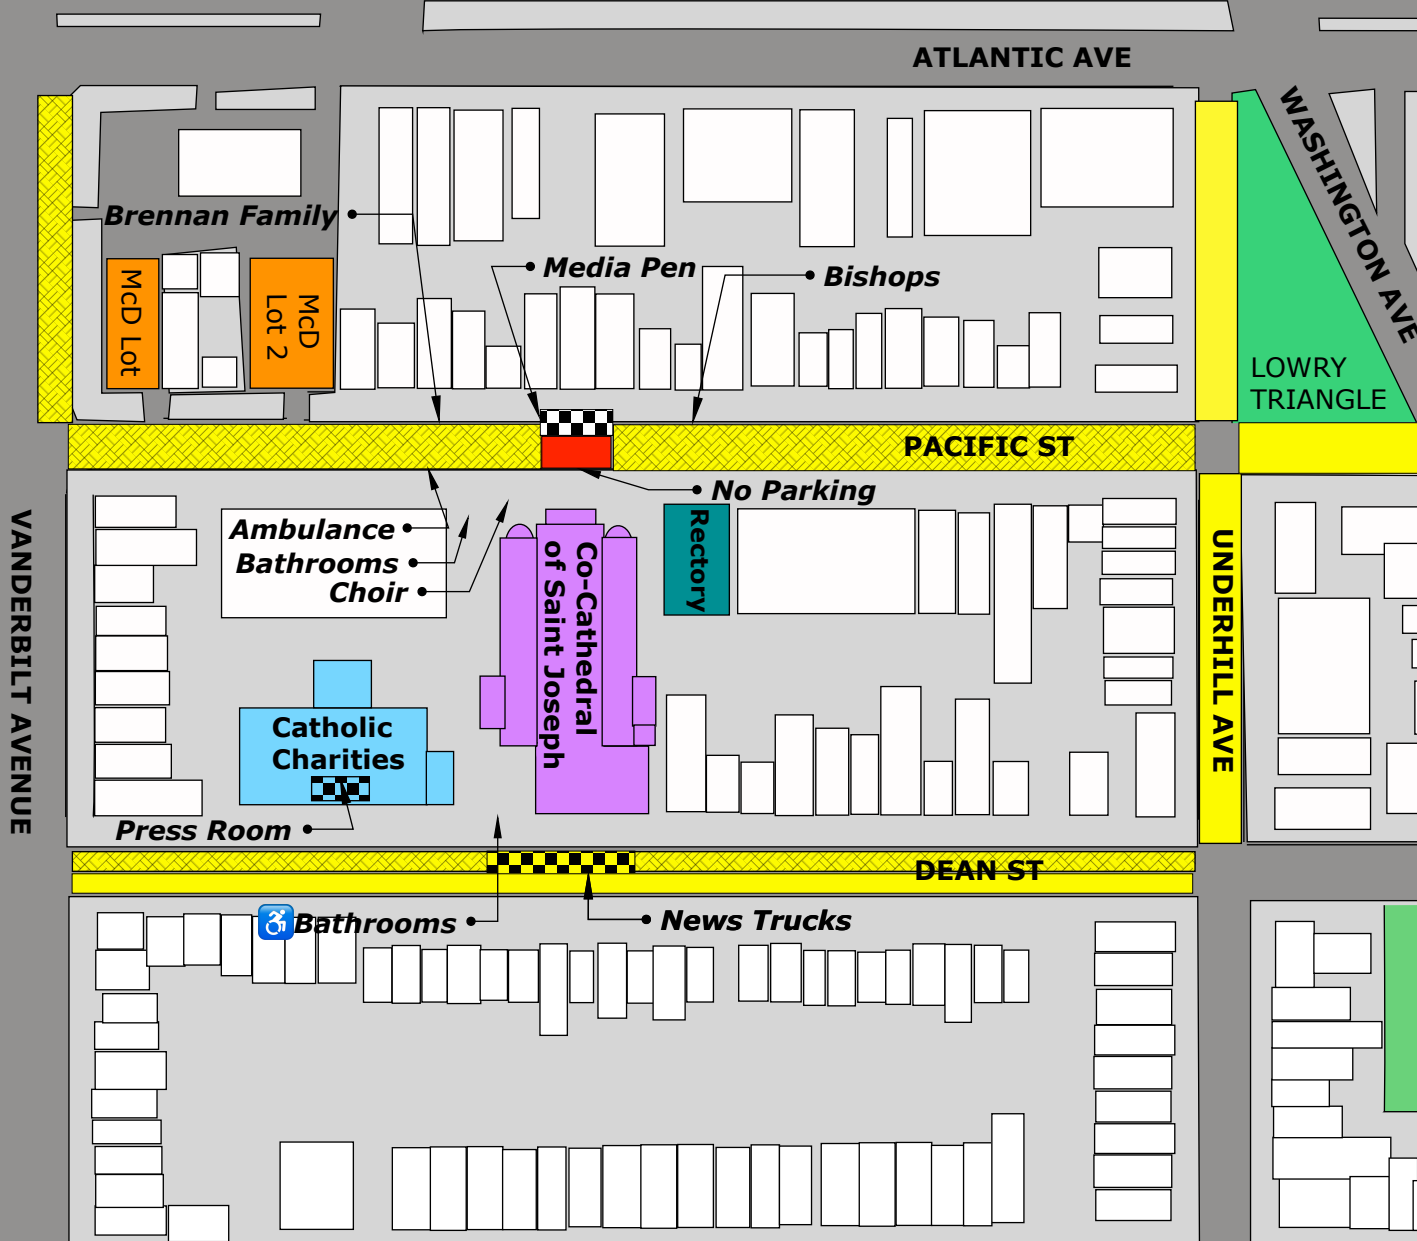 ATLANTIC AVE
WASHINGTON AVE
Brennan Family
Media Pen
Bishops
McD Lot
McD
Lot 2
LOWRY
TRIANGLE
PACIFIC ST
No Parking
Ambulance
Bathrooms
Choir
Rectory
Co-Cathedral
of Saint Joseph
VANDERBILT AVENUE
UNDERHILL AVE
Catholic
Charities
Press Room
DEAN ST
Bathrooms
News Trucks